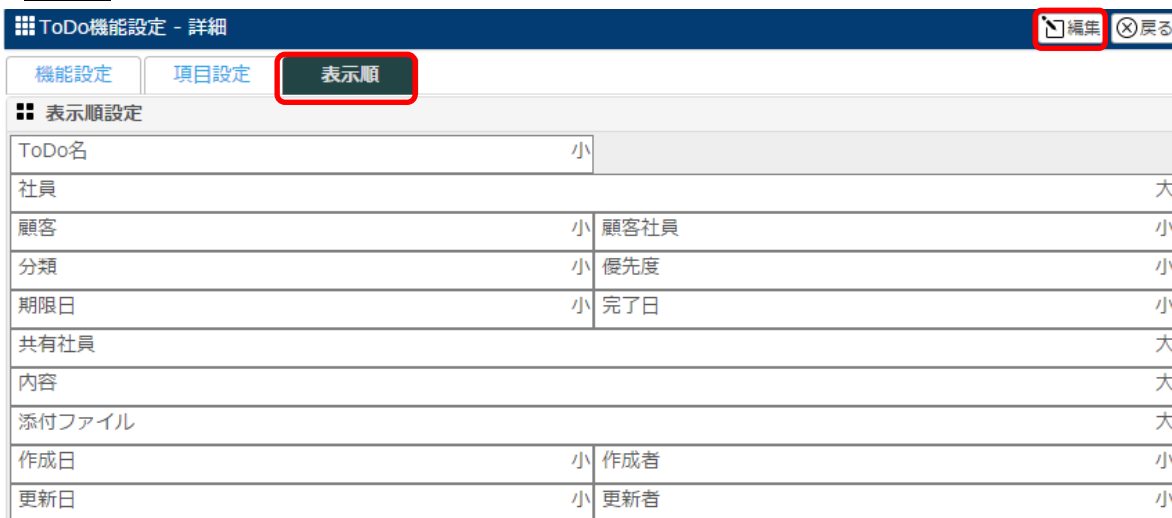 ToDo機能設定 - 詳細 編集 戻る
機能設定 項目設定 表示順
表示順設定
ToDo名 小
社員 大
顧客 小 顧客社員 小
分類 小 優先度 小
期限日 小 完了日 小
共有社員 大
内容 大
添付ファイル 大
作成日 小 作成者 小
更新日 小 更新者 小